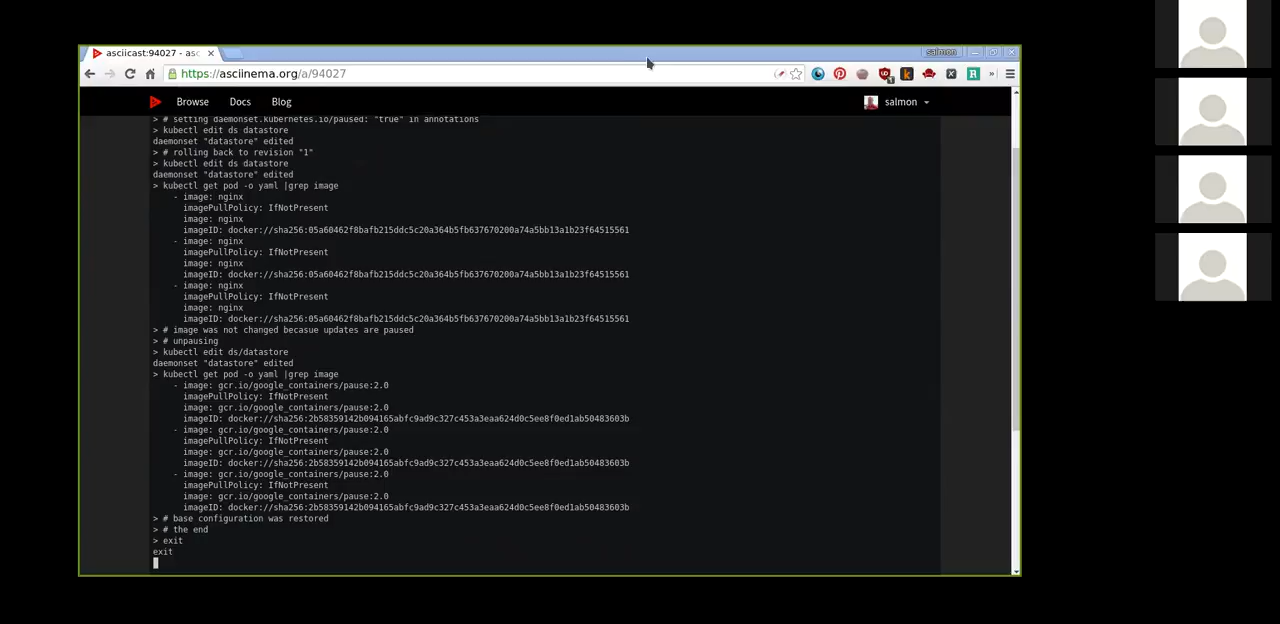 asciicast:94027 - asc
salmon
https://asciinema.org/a/94027
Browse Docs Blog salmon
> # setting daemonset.kubernetes.io/paused: "true" in annotations
> kubectl edit ds datastore
daemonset "datastore" edited
> # rolling back to revision "1"
> kubectl edit ds datastore
daemonset "datastore" edited
> kubectl get pod -o yaml |grep image
- image: nginx
imagePullPolicy: IfNotPresent
image: nginx
imageID: docker://sha256:05a60462f8bafb215ddc5c20a364b5fb637670200a74a5bb13a1b23f64515561
- image: nginx
imagePullPolicy: IfNotPresent
image: nginx
imageID: docker://sha256:05a60462f8bafb215ddc5c20a364b5fb637670200a74a5bb13a1b23f64515561
- image: nginx
imagePullPolicy: IfNotPresent
image: nginx
imageID: docker://sha256:05a60462f8bafb215ddc5c20a364b5fb637670200a74a5bb13a1b23f64515561
> # image was not changed becasue updates are paused
> # unpausing
> kubectl edit ds/datastore
daemonset "datastore" edited
> kubectl get pod -o yaml |grep image
- image: gcr.io/google_containers/pause:2.0
imagePullPolicy: IfNotPresent
image: gcr.io/google_containers/pause:2.0
imageID: docker://sha256:2b58359142b094165abfc9ad9c327c453a3eaa624d0c5ee8f0ed1ab50483603b
- image: gcr.io/google_containers/pause:2.0
imagePullPolicy: IfNotPresent
image: gcr.io/google_containers/pause:2.0
imageID: docker://sha256:2b58359142b094165abfc9ad9c327c453a3eaa624d0c5ee8f0ed1ab50483603b
- image: gcr.io/google_containers/pause:2.0
imagePullPolicy: IfNotPresent
image: gcr.io/google_containers/pause:2.0
imageID: docker://sha256:2b58359142b094165abfc9ad9c327c453a3eaa624d0c5ee8f0ed1ab50483603b
> # base configuration was restored
> # the end
> exit
exit